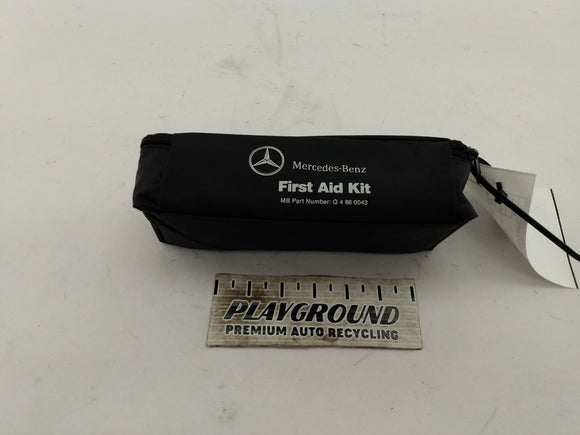 Mercedes-Benz
First Aid Kit
MB Part Number: Q 4 86 0043
PLAYGROUND
PREMIUM AUTO RECYCLING